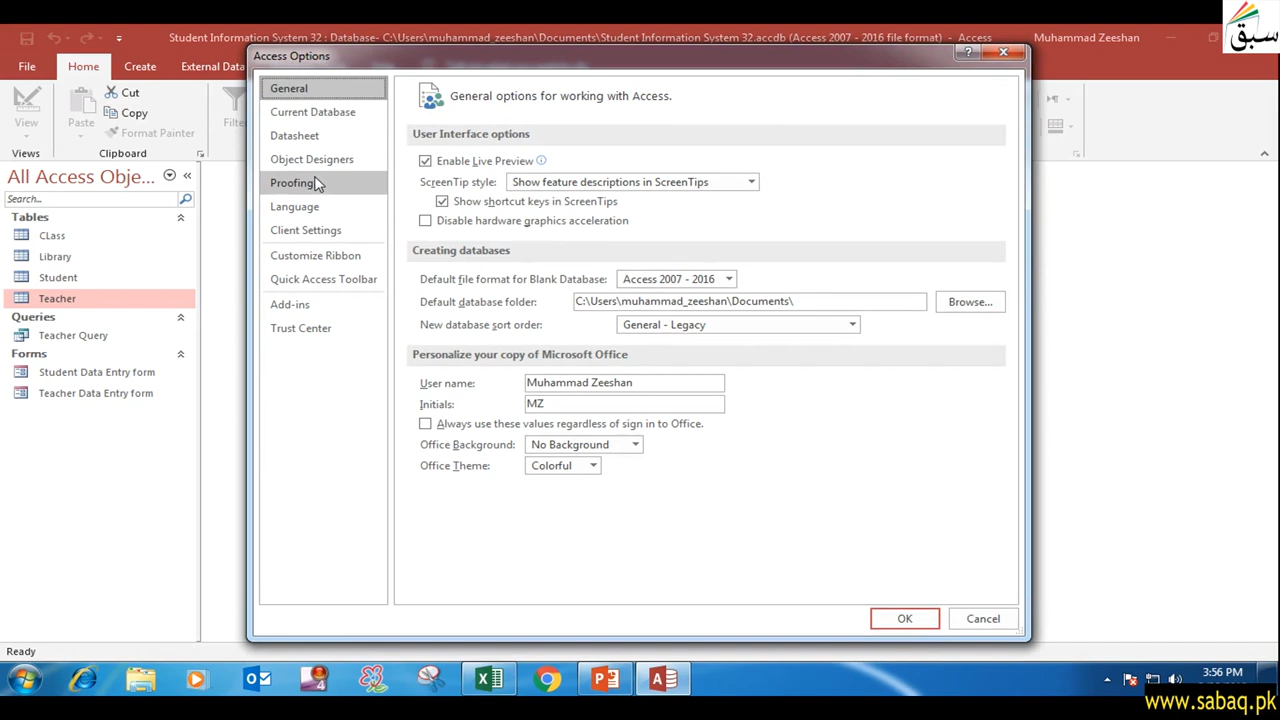 سبق
Student Information System 32 : Database- C:\Users\muhammad_zeeshan\Documents\Student Information System 32.accdb (Access 2007 - 2016 file format) - Access
Muhammad Zeeshan
File
Home
Create
External Data
Access Options
View
Views
Paste
Cut
Copy
Format Painter
Clipboard
Filter
All Access Obje...
Search...
Tables
CLass
Library
Student
Teacher
Queries
Teacher Query
Forms
Student Data Entry form
Teacher Data Entry form
General
Current Database
Datasheet
Object Designers
Proofing
Language
Client Settings
Customize Ribbon
Quick Access Toolbar
Add-ins
Trust Center
General options for working with Access.
User Interface options
Enable Live Preview
ScreenTip style: Show feature descriptions in ScreenTips
Show shortcut keys in ScreenTips
Disable hardware graphics acceleration
Creating databases
Default file format for Blank Database: Access 2007 - 2016
Default database folder: C:\Users\muhammad_zeeshan\Documents\ Browse...
New database sort order: General - Legacy
Personalize your copy of Microsoft Office
User name: Muhammad Zeeshan
Initials: MZ
Always use these values regardless of sign in to Office.
Office Background: No Background
Office Theme: Colorful
OK Cancel
Ready
3:56 PM
www.sabaq.pk